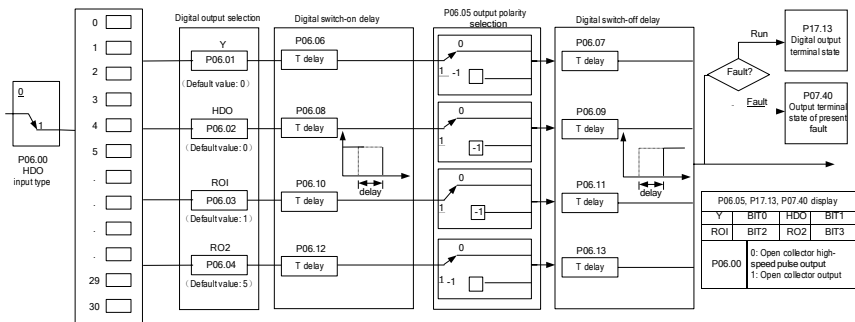 0
1
P06.00
HDO
input type
0
1
2
3
4
5
.
.
.
29
30
Digital output selection
Y
P06.01
(Default value: 0)
HDO
P06.02
(Default value: 0)
ROI
P06.03
(Default value: 1)
RO2
P06.04
(Default value: 5)
Digital switch-on delay
P06.06
T delay
P06.08
T delay
delay
P06.10
T delay
P06.12
T delay
P06.05 output polarity
selection
0
1 -1
0
1 -1
0
1 -1
0
1 -1
Digital switch-off delay
P06.07
T delay
P06.09
T delay
delay
P06.11
T delay
P06.13
T delay
Fault?
Run
Fault
P17.13
Digital output
terminal state
P07.40
Output terminal
state of present
fault
P06.05, P17.13, P07.40 display
Y BIT0 HDO BIT1
ROI BIT2 RO2 BIT3
P06.00
0: Open collector high-
speed pulse output
1: Open collector output